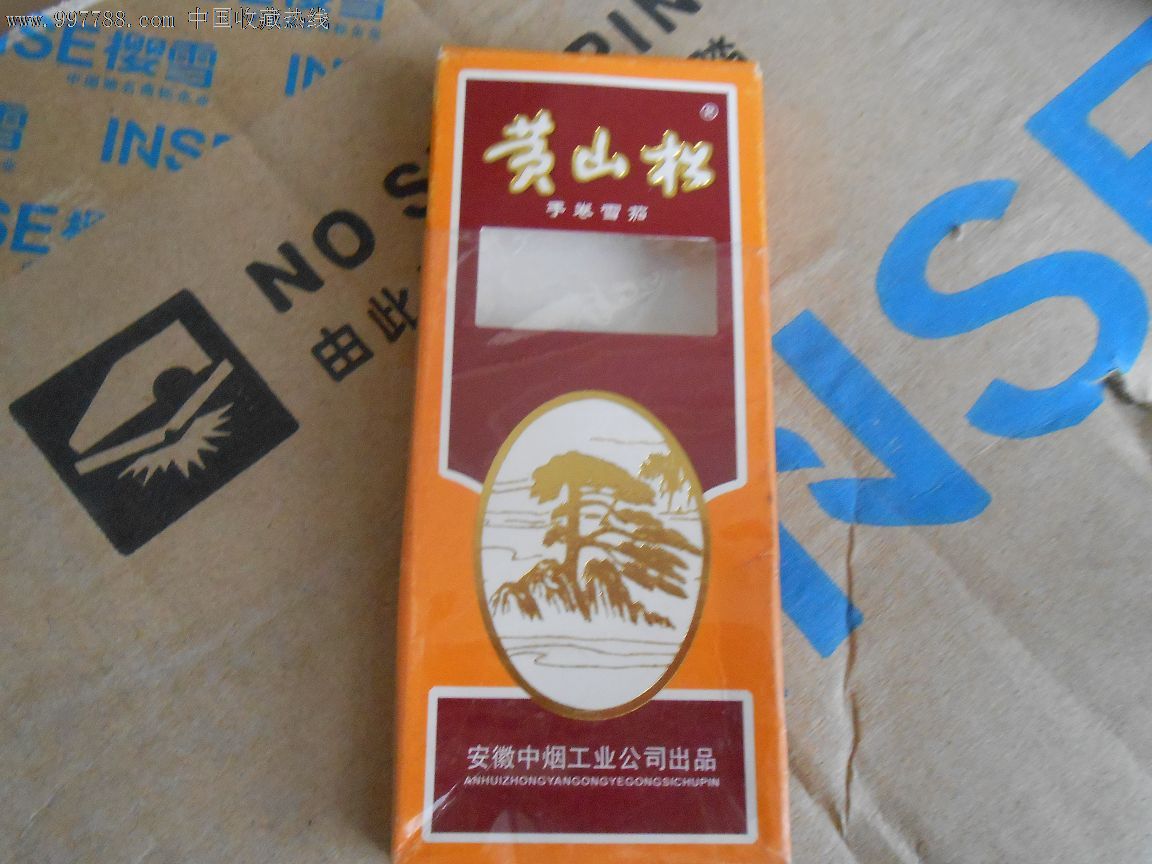 www.997788.com 中国收藏热线
INSE樱雪
INSE
INSE
NO S
由此
PIN
INSE
黄山松
®
手卷雪茄
安徽中烟工业公司出品
ANHUIZHONGYANGONGYEGONGSICHUPIN